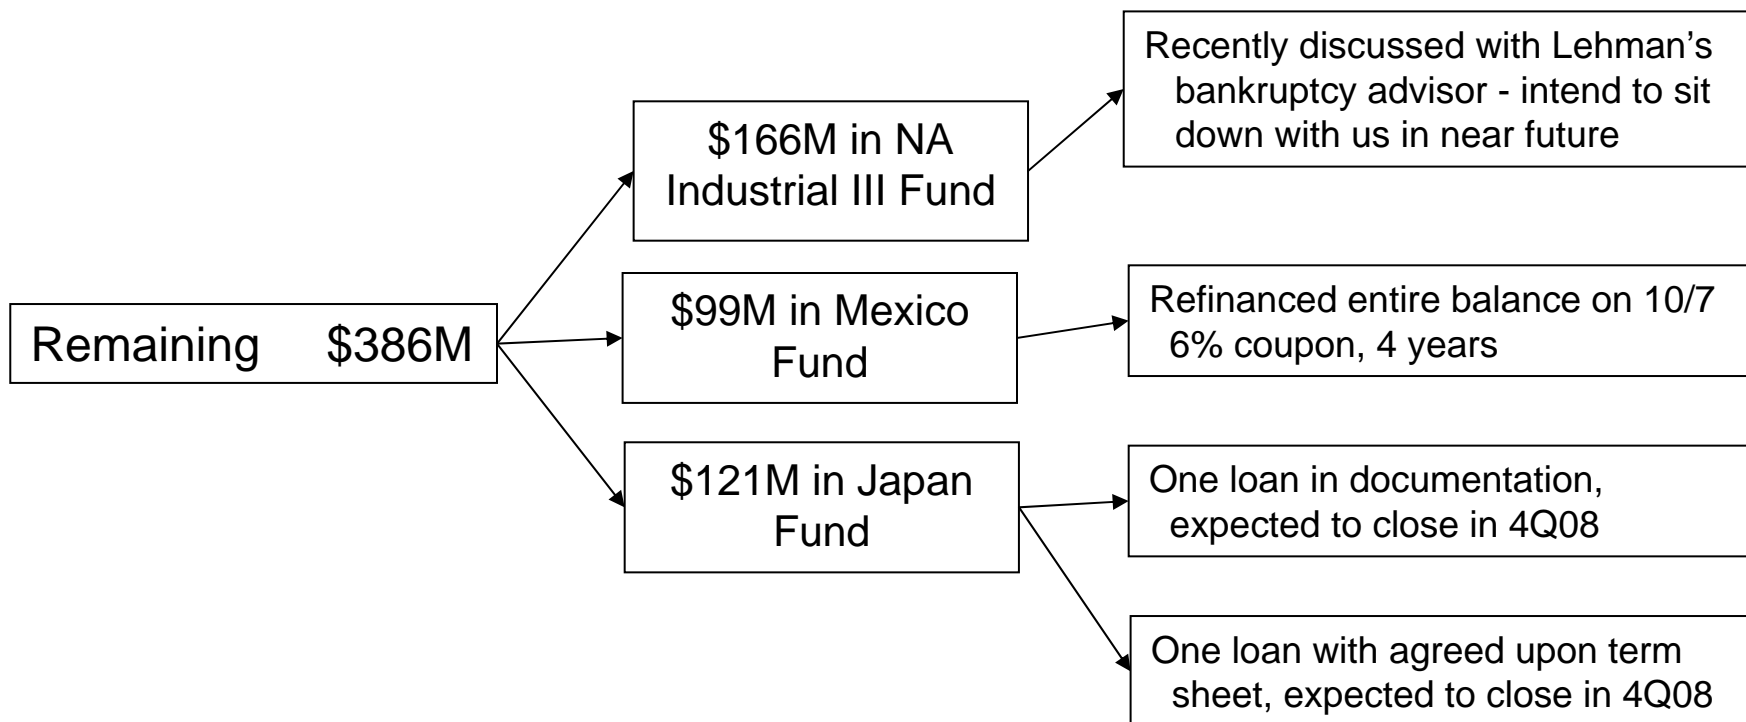 Remaining $386M
$166M in NA
Industrial III Fund
Recently discussed with Lehman’s
bankruptcy advisor - intend to sit
down with us in near future
$99M in Mexico
Fund
Refinanced entire balance on 10/7
6% coupon, 4 years
$121M in Japan
Fund
One loan in documentation,
expected to close in 4Q08
One loan with agreed upon term
sheet, expected to close in 4Q08